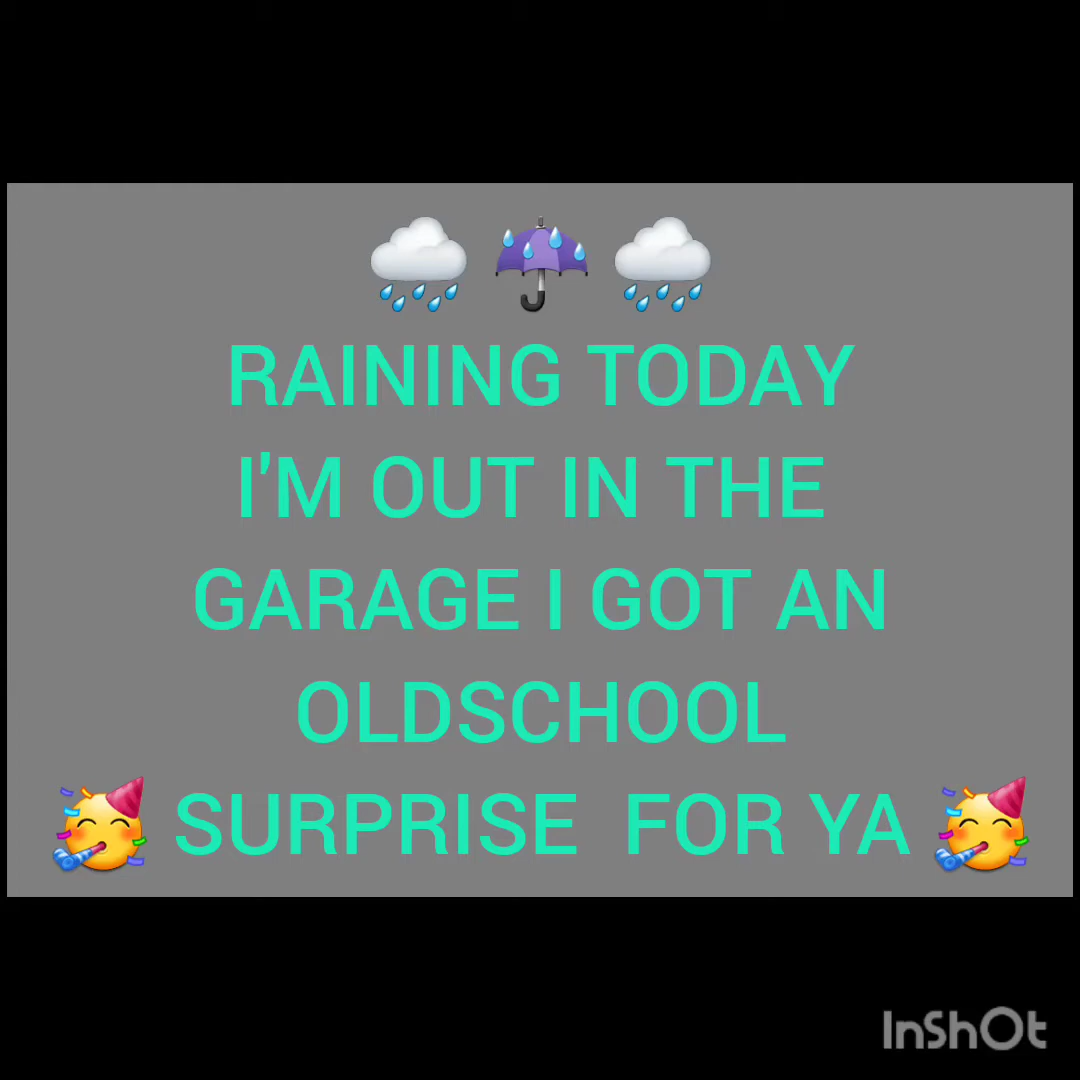 🌧️ ☔ 🌧️
RAINING TODAY
I'M OUT IN THE
GARAGE I GOT AN
OLDSCHOOL
🥳 SURPRISE  FOR YA 🥳
InShOt